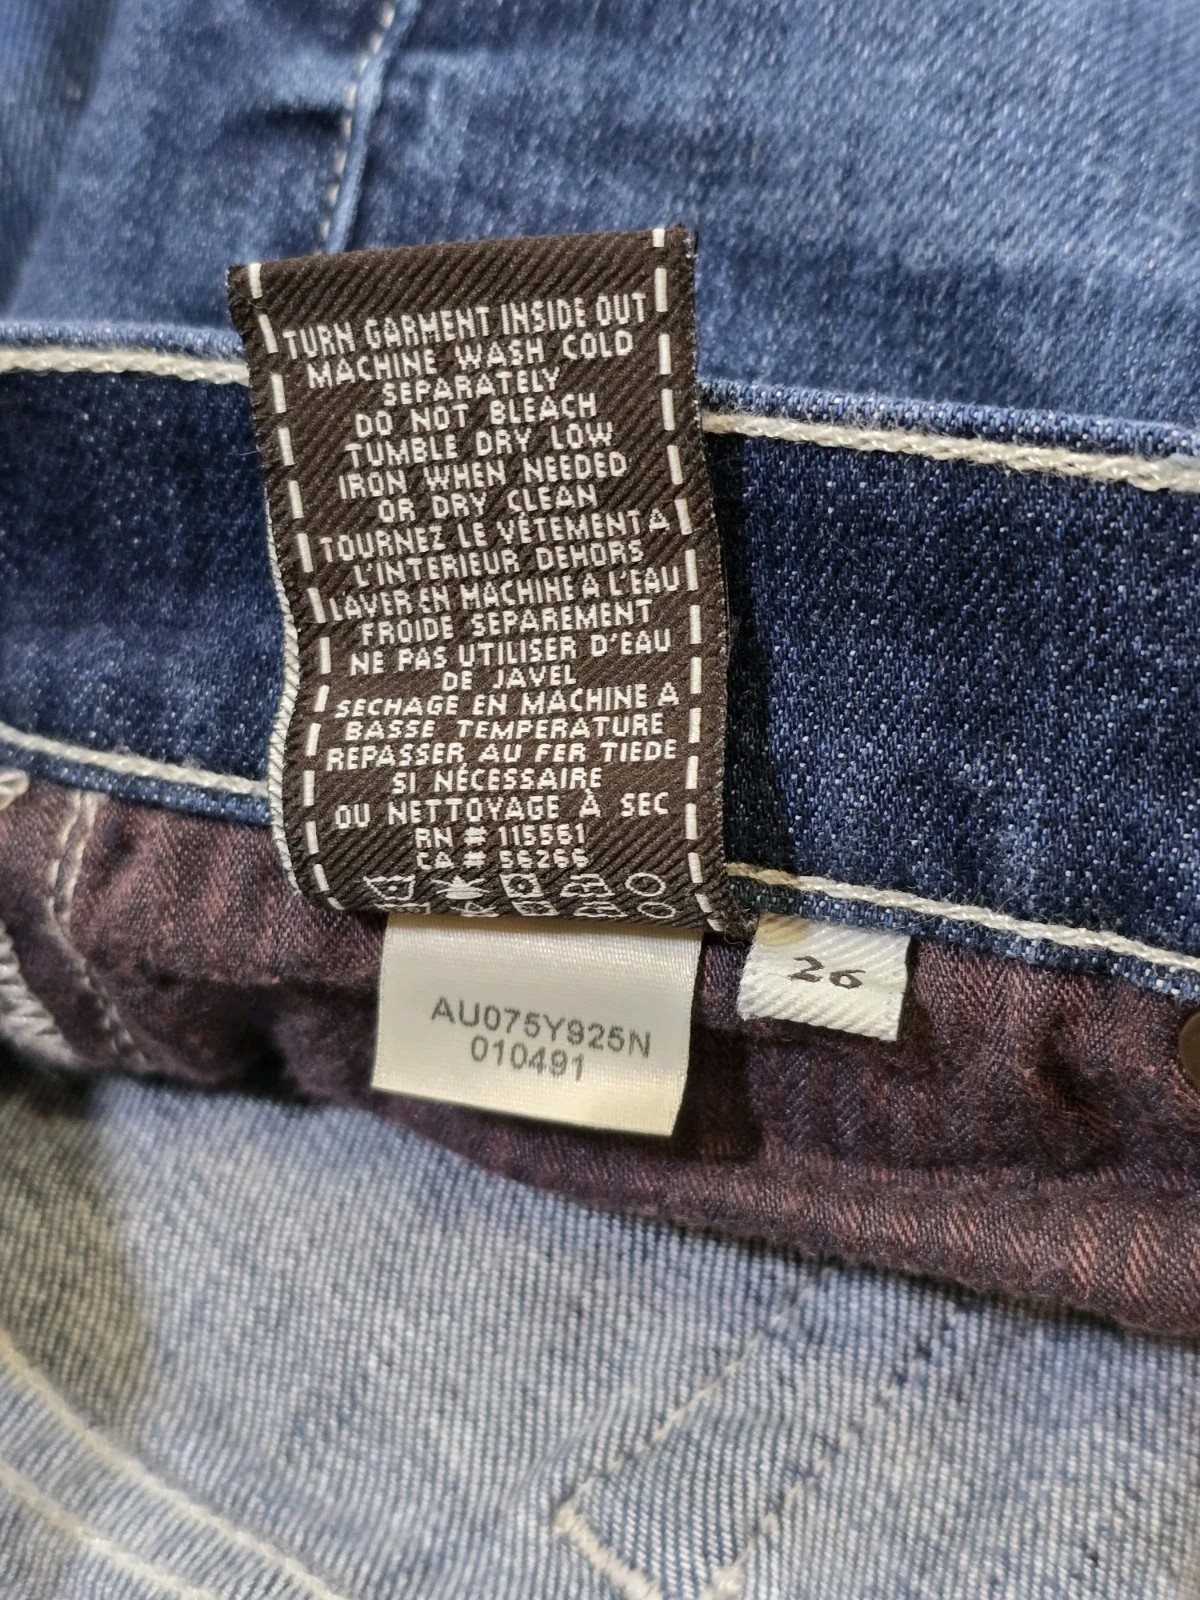 TURN GARMENT INSIDE OUT
MACHINE WASH COLD
SEPARATELY
DO NOT BLEACH
TUMBLE DRY LOW
IRON WHEN NEEDED
OR DRY CLEAN
TOURNEZ LE VÊTEMENT A
L'INTERIEUR DEHORS
LAVER EN MACHINE A L'EAU
FROIDE SEPAREMENT
NE PAS UTILISER D'EAU
DE JAVEL
SECHAGE EN MACHINE A
BASSE TEMPERATURE
REPASSER AU FER TIEDE
SI NÉCESSAIRE
OU NETTOYAGE À SEC
RN # 115561
CA # 56266
26
AU075Y925N
010491